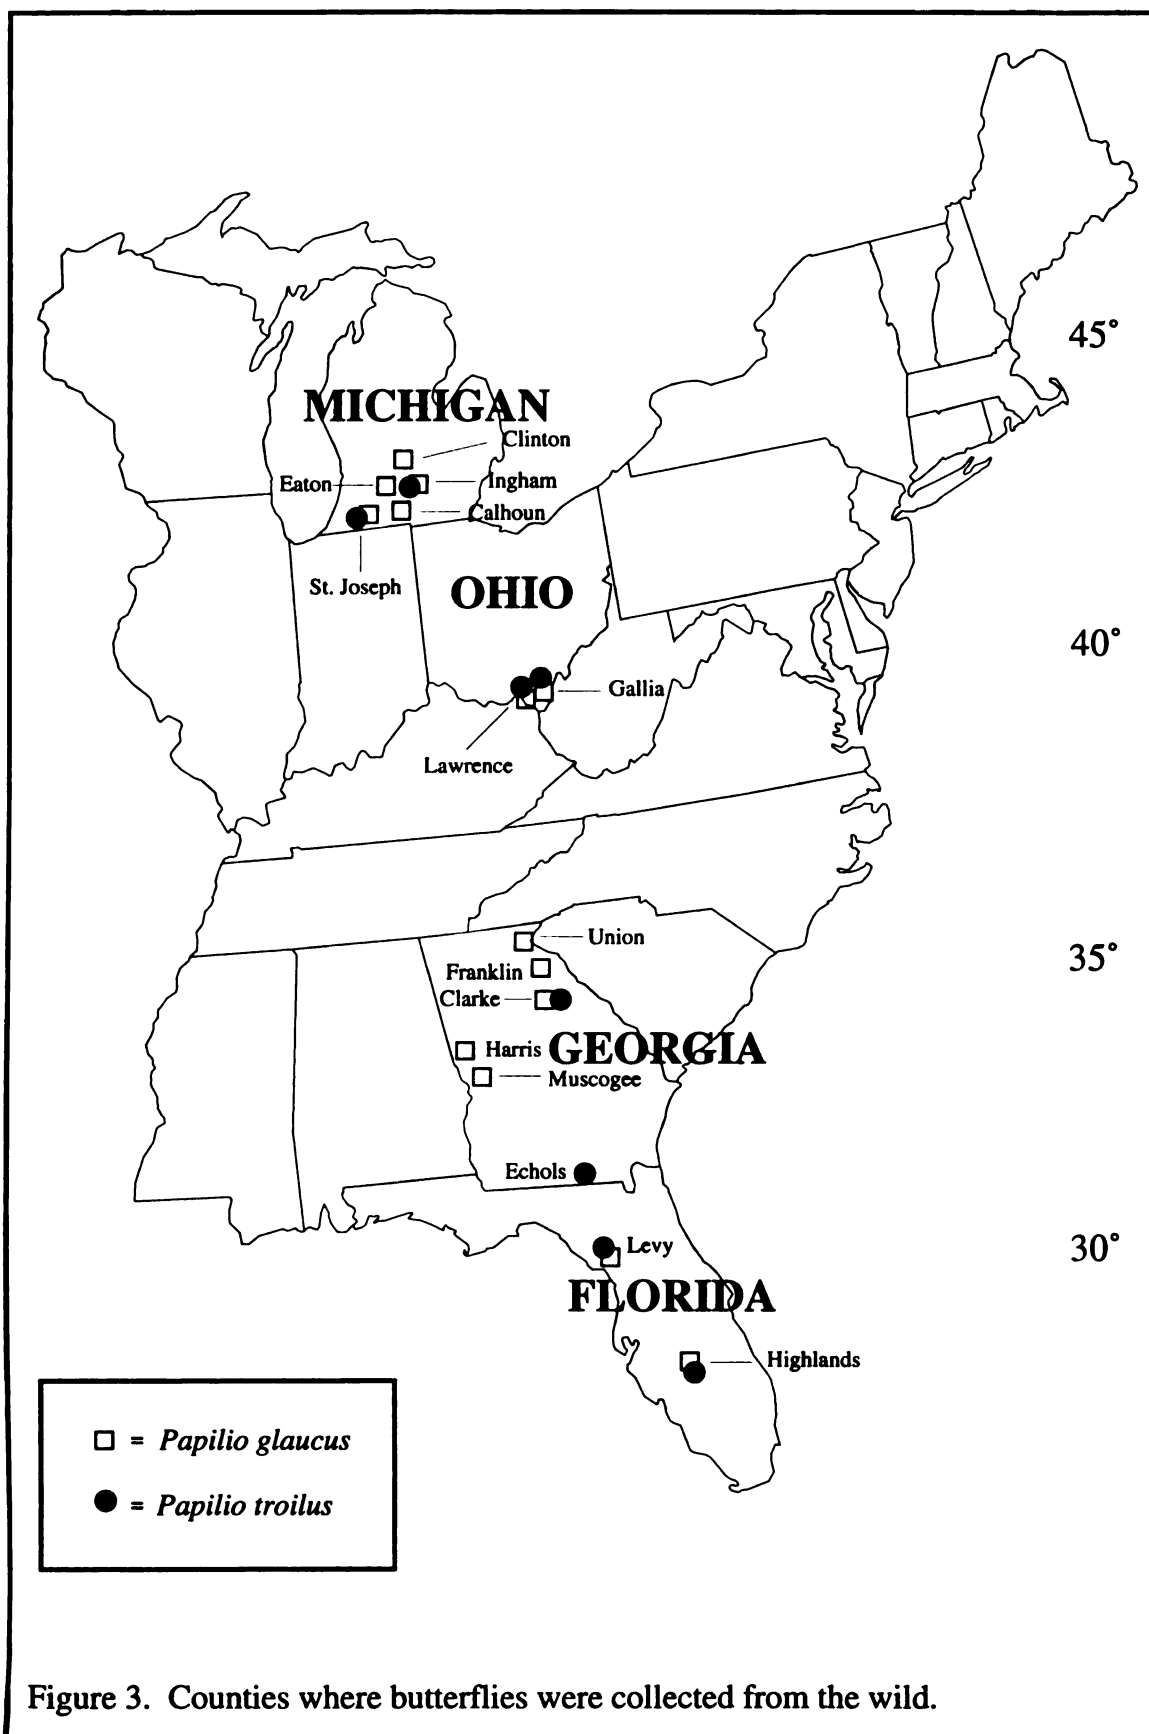 45°
MICHIGAN
Clinton
Eaton
Ingham
Calhoun
St. Joseph
OHIO
40°
Gallia
Lawrence
Union
35°
Franklin
Clarke
Harris
GEORGIA
Muscogee
Echols
Levy
30°
FLORIDA
Highlands
= Papilio glaucus
= Papilio troilus
Figure 3. Counties where butterflies were collected from the wild.